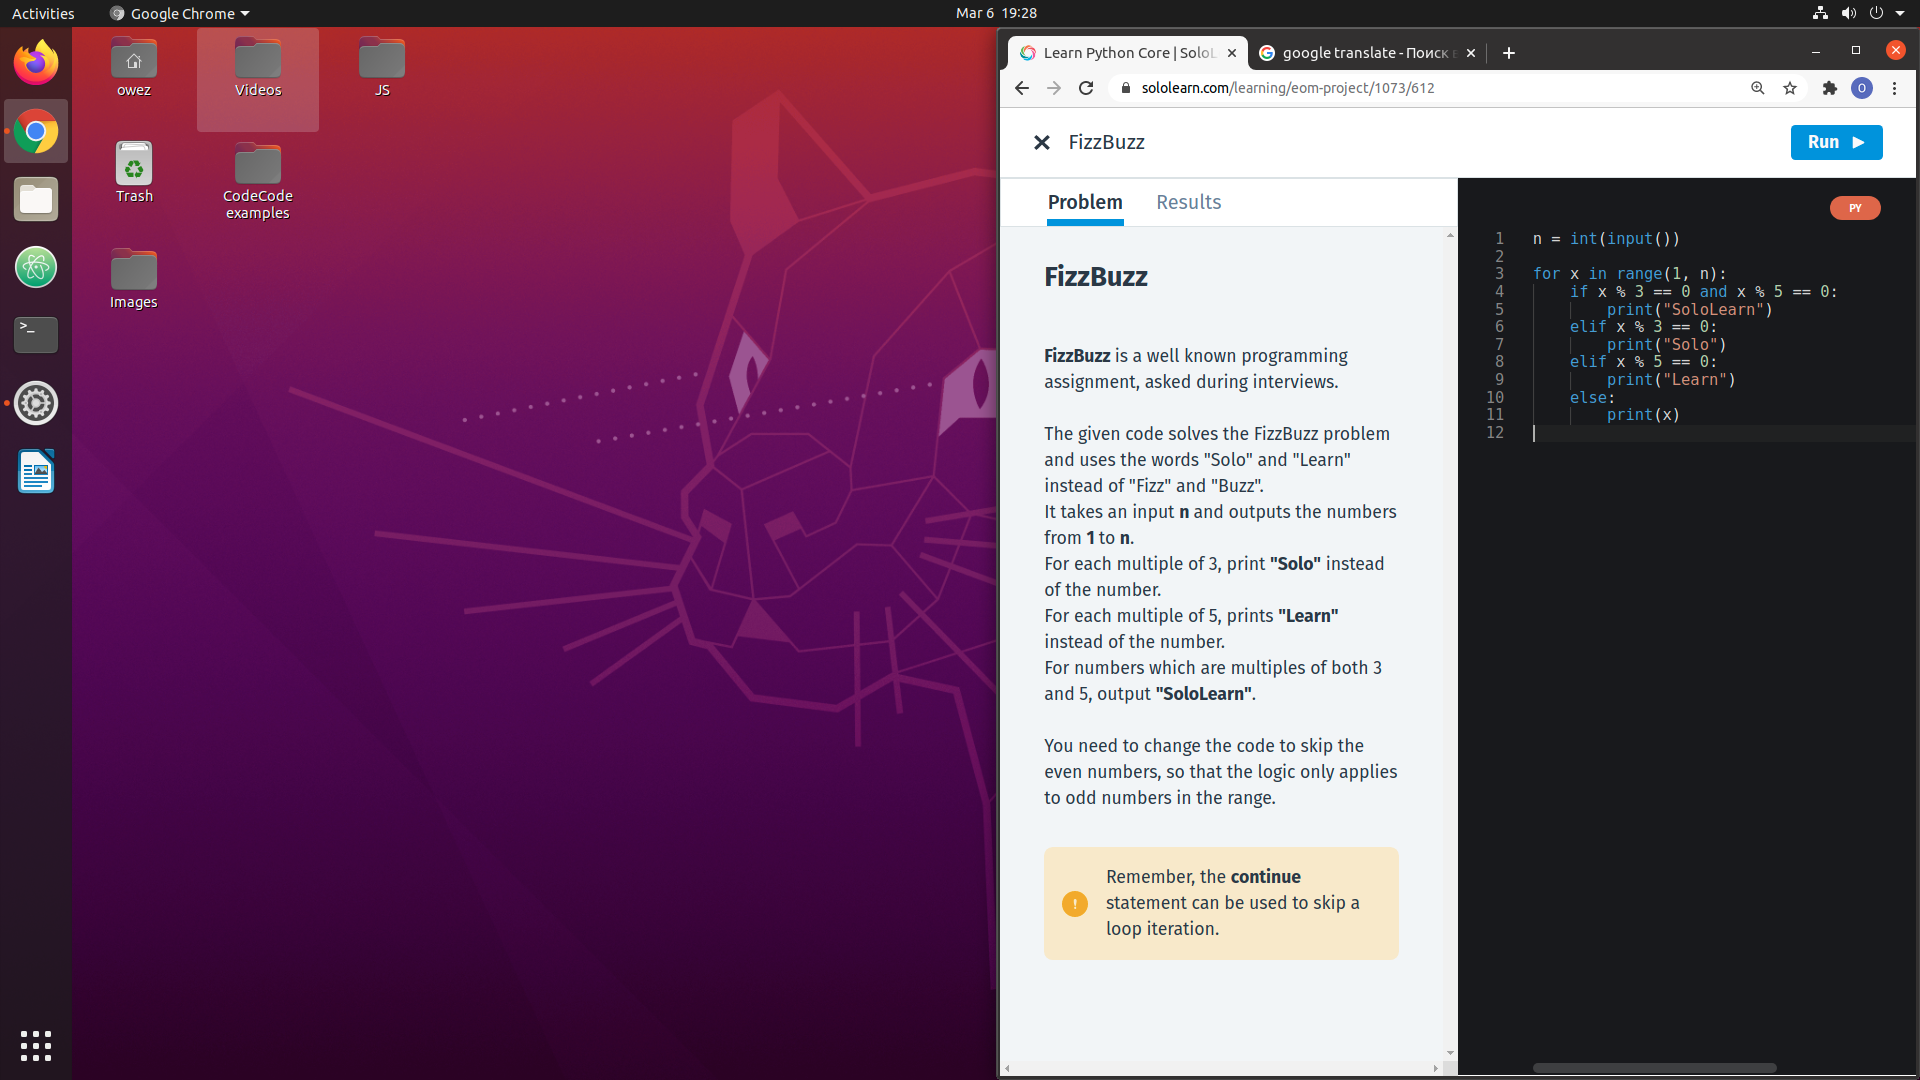 Activities
Google Chrome
Mar 6 19:28
owez
Videos
JS
Trash
CodeCode
examples
Images
>_
Learn Python Core | SoloL
google translate - Поиск в
sololearn.com/learning/eom-project/1073/612
O
FizzBuzz
Run
Problem
Results
PY
FizzBuzz
FizzBuzz is a well known programming
assignment, asked during interviews.
The given code solves the FizzBuzz problem
and uses the words "Solo" and "Learn"
instead of "Fizz" and "Buzz".
It takes an input n and outputs the numbers
from 1 to n.
For each multiple of 3, print "Solo" instead
of the number.
For each multiple of 5, prints "Learn"
instead of the number.
For numbers which are multiples of both 3
and 5, output "SoloLearn".
You need to change the code to skip the
even numbers, so that the logic only applies
to odd numbers in the range.
!
Remember, the continue
statement can be used to skip a
loop iteration.
1 n = int(input())
2
3 for x in range(1, n):
4 if x % 3 == 0 and x % 5 == 0:
5 print("SoloLearn")
6 elif x % 3 == 0:
7 print("Solo")
8 elif x % 5 == 0:
9 print("Learn")
10 else:
11 print(x)
12